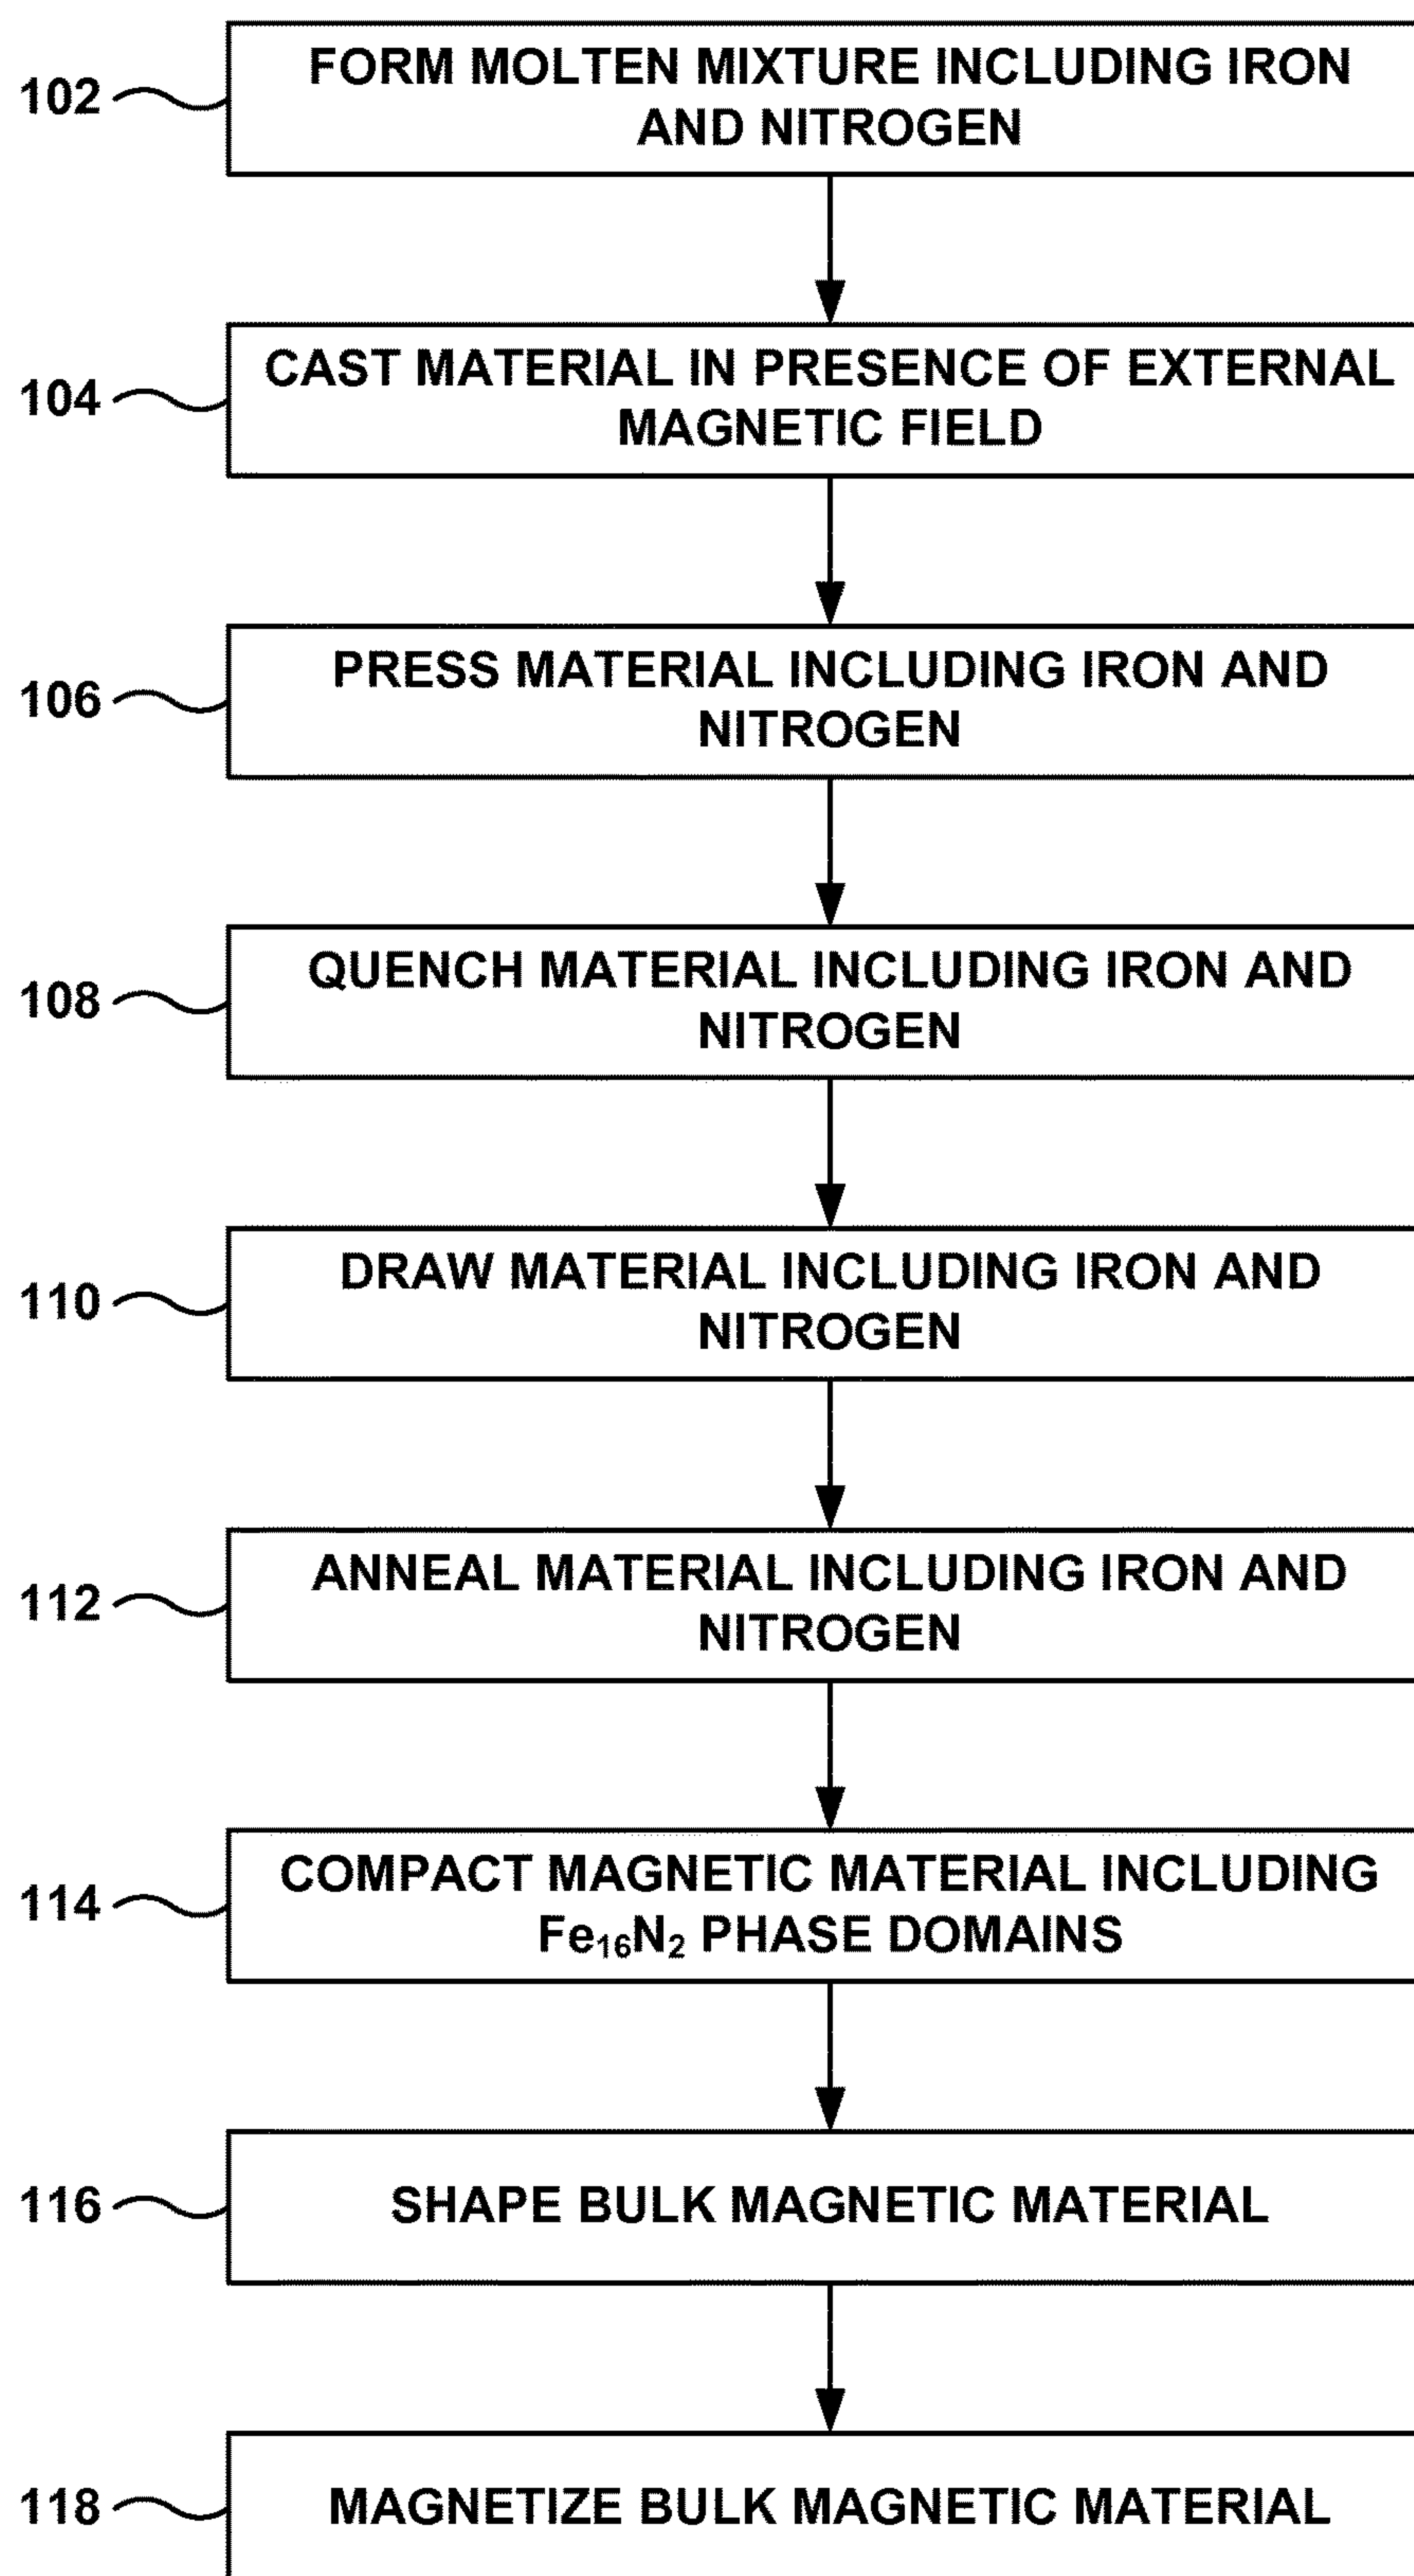 102
FORM MOLTEN MIXTURE INCLUDING IRON
AND NITROGEN
104
CAST MATERIAL IN PRESENCE OF EXTERNAL
MAGNETIC FIELD
106
PRESS MATERIAL INCLUDING IRON AND
NITROGEN
108
QUENCH MATERIAL INCLUDING IRON AND
NITROGEN
110
DRAW MATERIAL INCLUDING IRON AND
NITROGEN
112
ANNEAL MATERIAL INCLUDING IRON AND
NITROGEN
114
COMPACT MAGNETIC MATERIAL INCLUDING
Fe₁₆N₂ PHASE DOMAINS
116
SHAPE BULK MAGNETIC MATERIAL
118
MAGNETIZE BULK MAGNETIC MATERIAL